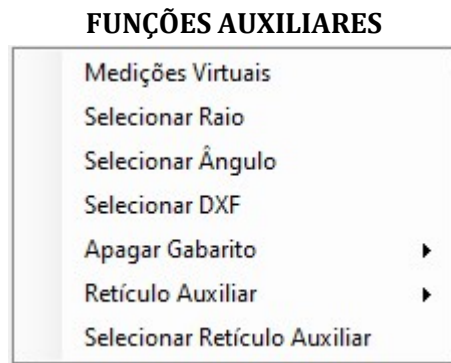 FUNÇÕES AUXILIARES
Medições Virtuais
Selecionar Raio
Selecionar Ângulo
Selecionar DXF
Apagar Gabarito
Retículo Auxiliar
Selecionar Retículo Auxiliar